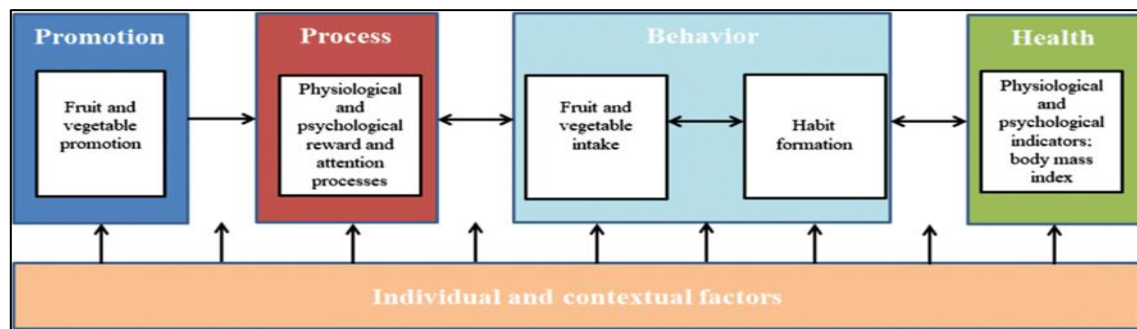 Promotion
Fruit and
vegetable
promotion
Process
Physiological
and
psychological
reward and
attention
processes
Behavior
Fruit and
vegetable
intake
Habit
formation
Health
Physiological
and
psychological
indicators;
body mass
index
Individual and contextual factors